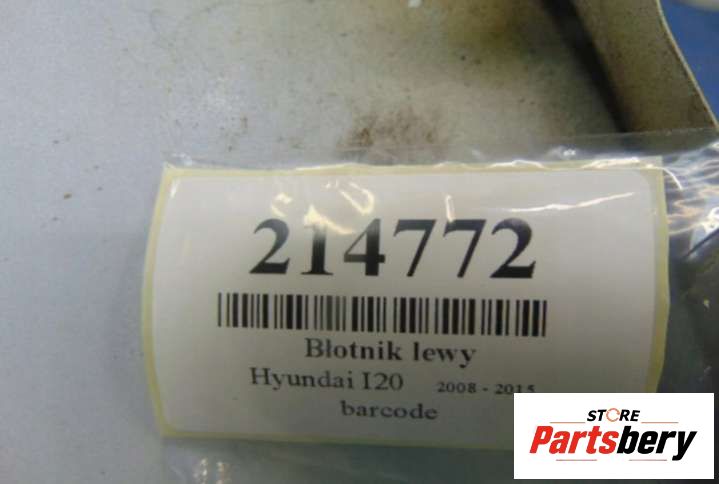 214772
Błotnik lewy
Hyundai I20 2008 - 2015
barcode
STORE
Partsbery